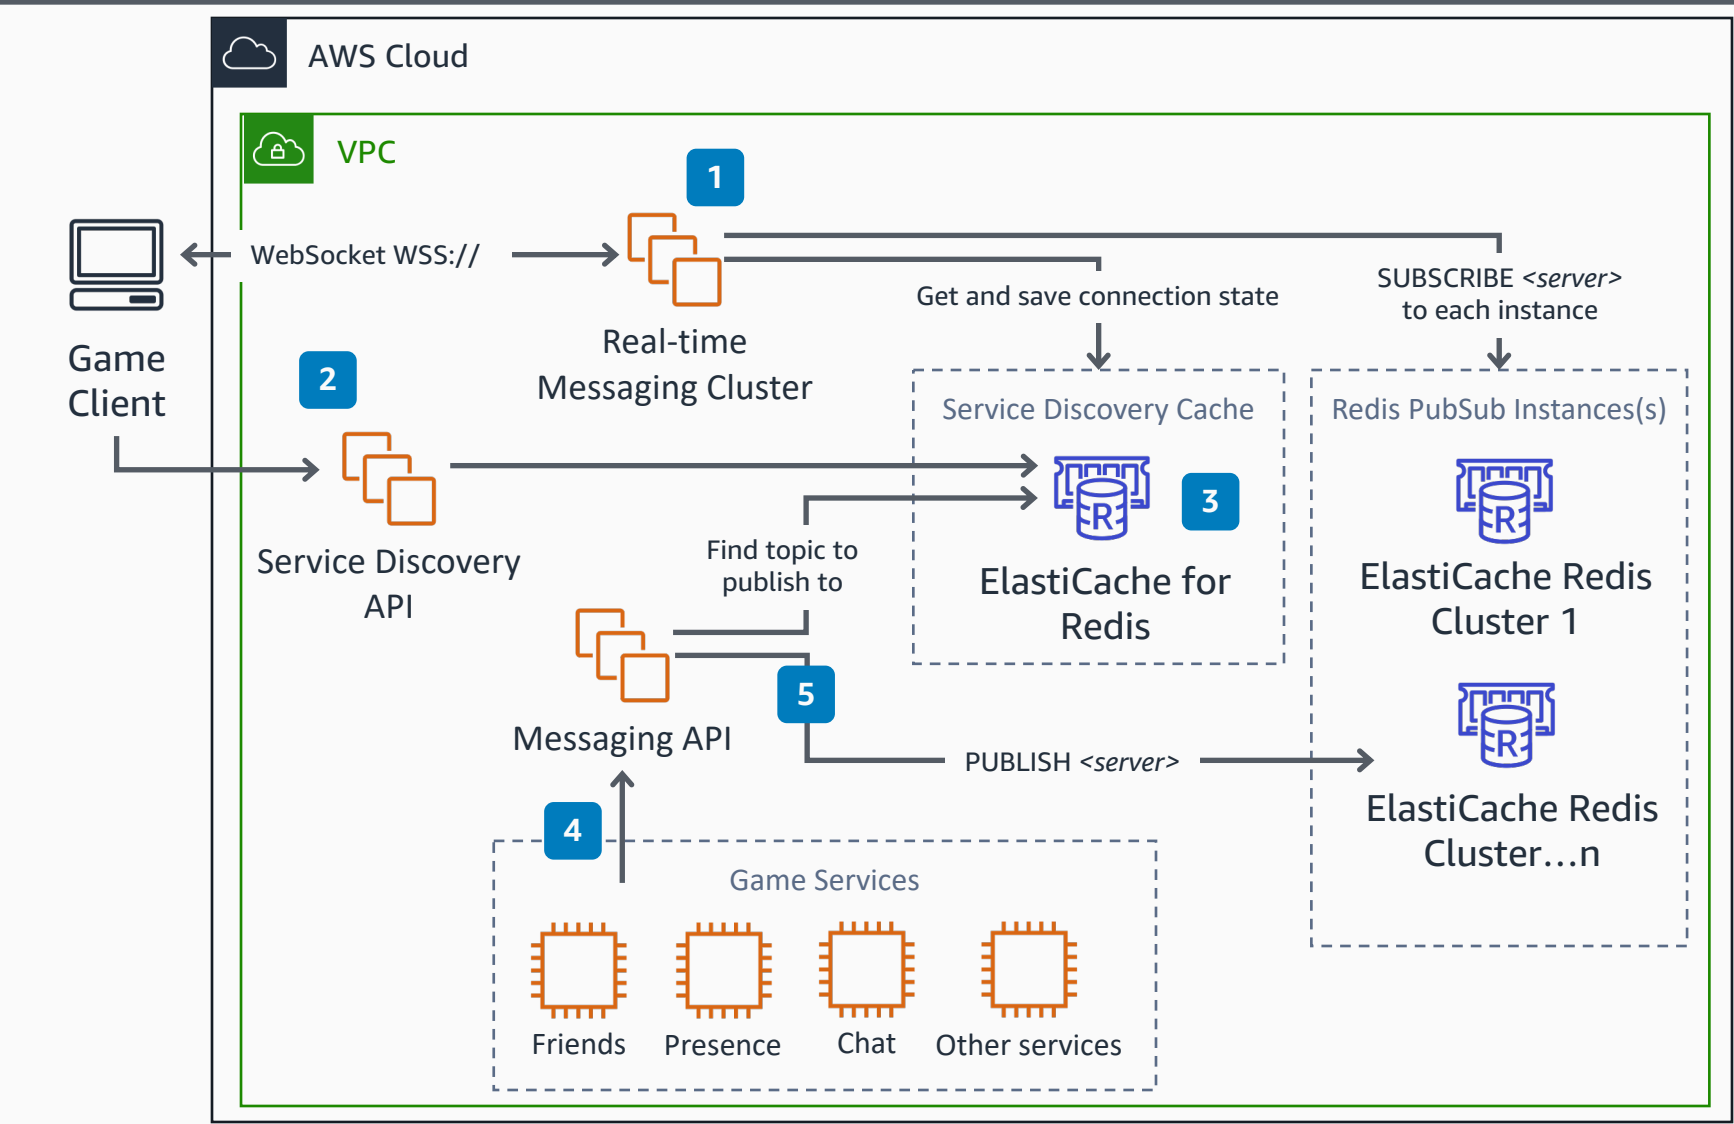 AWS Cloud
VPC
1
WebSocket WSS://
SUBSCRIBE <server>
to each instance
Get and save connection state
Game
Client
Real-time
Messaging Cluster
2
Service Discovery Cache
Redis PubSub Instances(s)
3
R
R
Service Discovery
API
Find topic to
publish to
ElastiCache for
Redis
ElastiCache Redis
Cluster 1
5
R
Messaging API
PUBLISH <server>
ElastiCache Redis
Cluster...n
4
Game Services
Friends
Presence
Chat
Other services